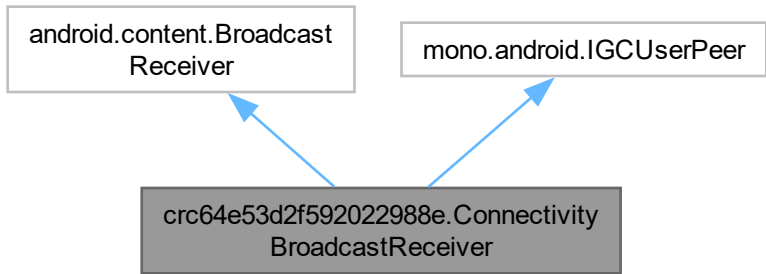 android.content.Broadcast
Receiver
mono.android.IGCUserPeer
crc64e53d2f592022988e.Connectivity
BroadcastReceiver